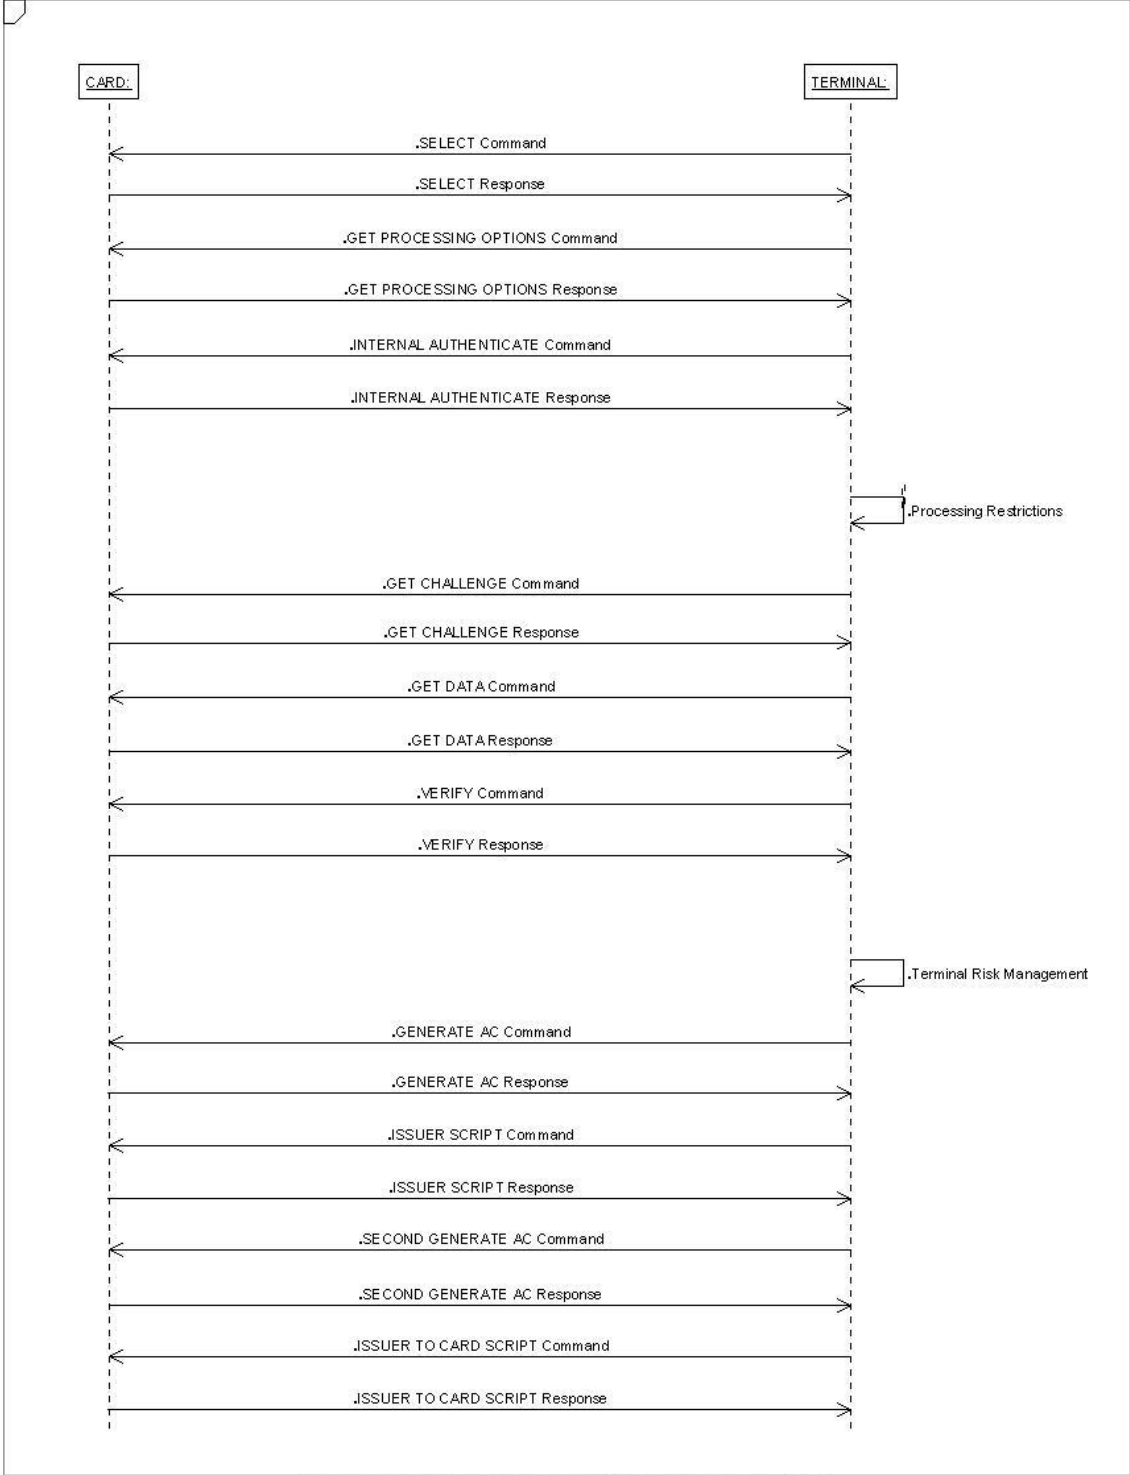 CARD:
TERMINAL:
.SELECT Command
.SELECT Response
.GET PROCESSING OPTIONS Command
.GET PROCESSING OPTIONS Response
.INTERNAL AUTHENTICATE Command
.INTERNAL AUTHENTICATE Response
.Processing Restrictions
.GET CHALLENGE Command
.GET CHALLENGE Response
.GET DATA Command
.GET DATA Response
.VERIFY Command
.VERIFY Response
.Terminal Risk Management
.GENERATE AC Command
.GENERATE AC Response
.ISSUER SCRIPT Command
.ISSUER SCRIPT Response
.SECOND GENERATE AC Command
.SECOND GENERATE AC Response
.ISSUER TO CARD SCRIPT Command
.ISSUER TO CARD SCRIPT Response